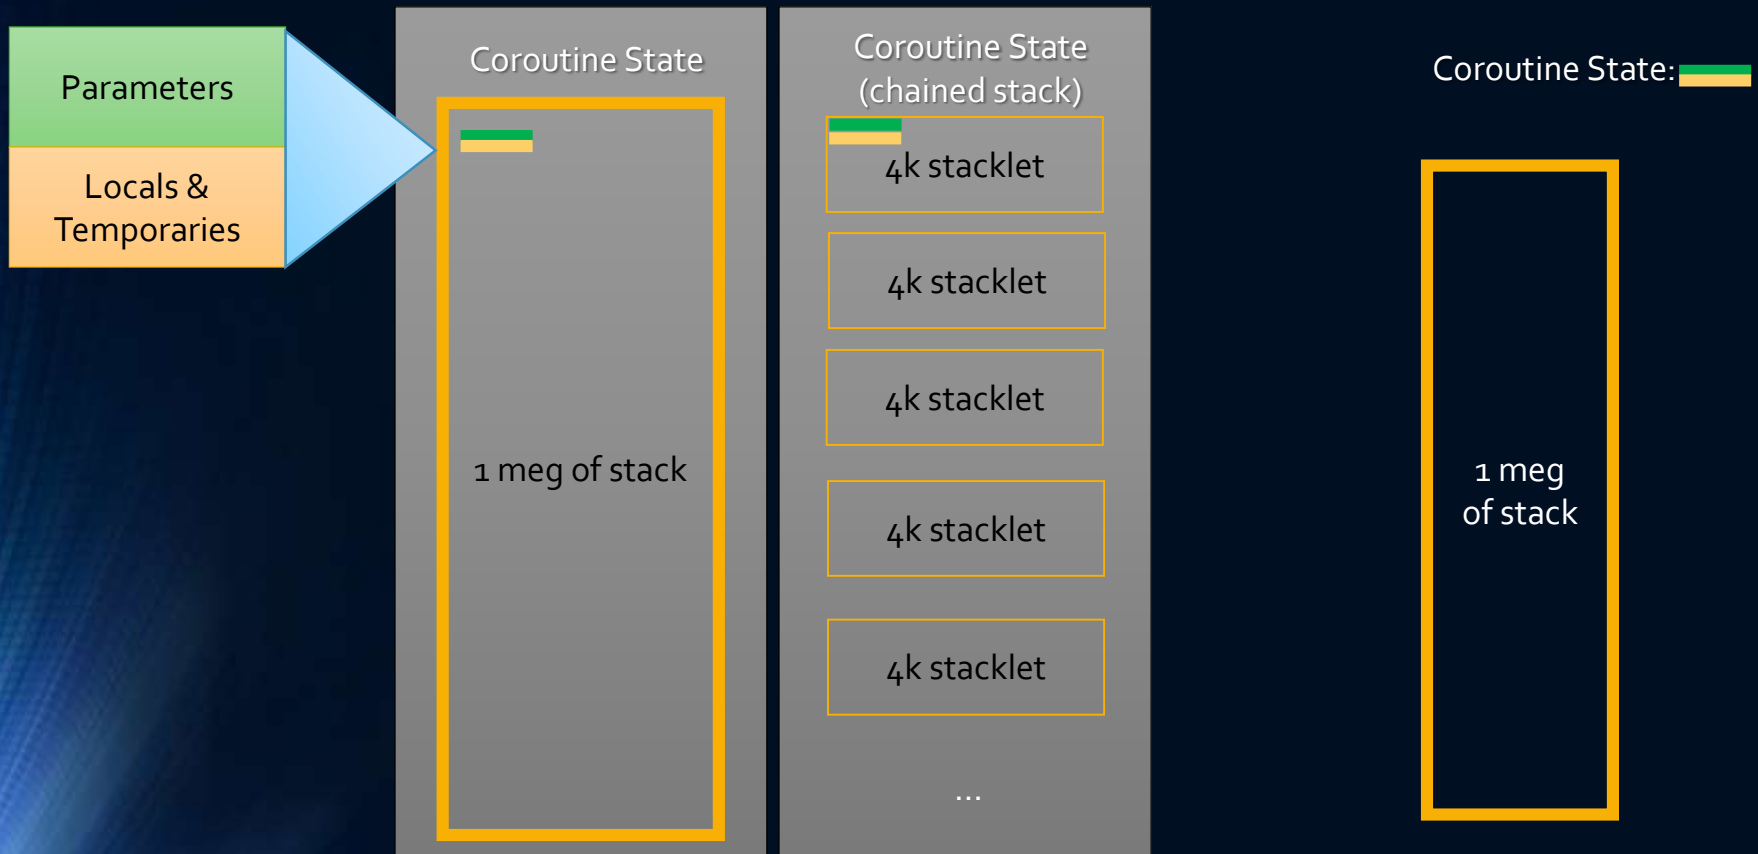 Parameters
Locals &
Temporaries
Coroutine State
1 meg of stack
Coroutine State
(chained stack)
4k stacklet
4k stacklet
4k stacklet
4k stacklet
4k stacklet
...
Coroutine State:
1 meg
of stack